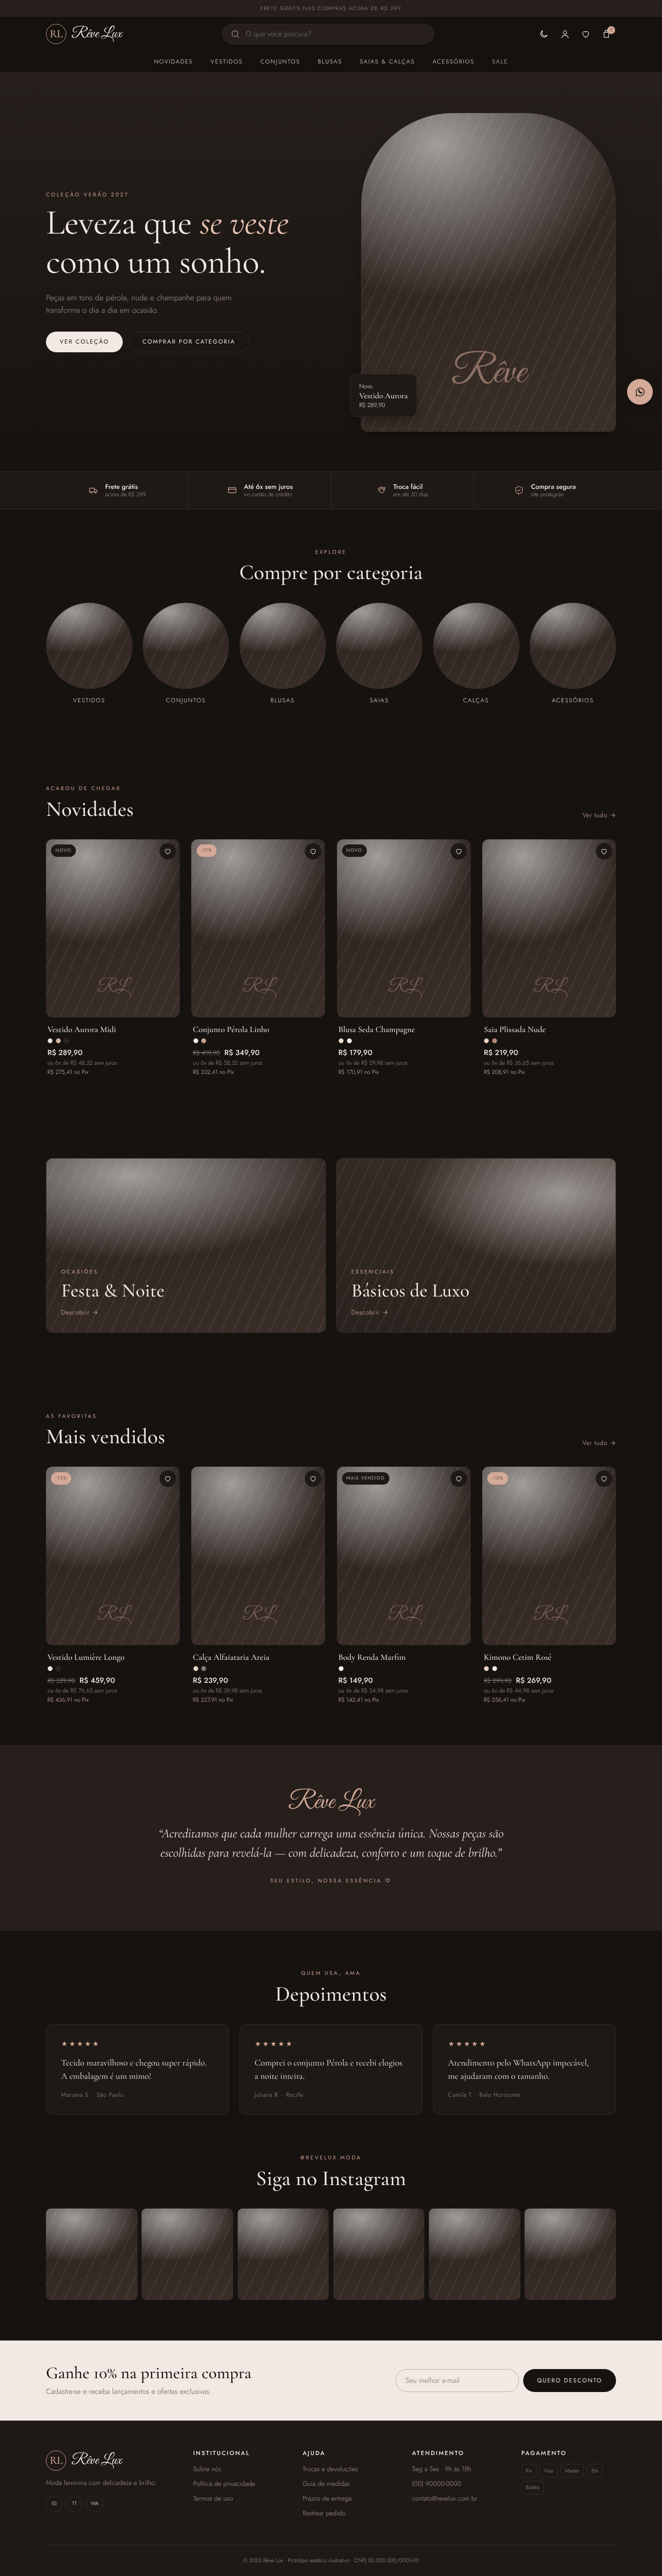 FRETE GRÁTIS NAS COMPRAS ACIMA DE R$ 299
RL Rêve Lux
O que você procura?
NOVIDADES VESTIDOS CONJUNTOS BLUSAS SAIAS & CALÇAS ACESSÓRIOS SALE
COLEÇÃO VERÃO 2027
Leveza que se veste
como um sonho.
Peças em tons de pérola, nude e champanhe para quem
transforma o dia a dia em ocasião.
VER COLEÇÃO COMPRAR POR CATEGORIA
Rêve
Novo
Vestido Aurora
R$ 289,90
Frete grátis
acima de R$ 299
Até 6x sem juros
no cartão de crédito
Troca fácil
em até 30 dias
Compra segura
site protegido
EXPLORE
Compre por categoria
VESTIDOS CONJUNTOS BLUSAS SAIAS CALÇAS ACESSÓRIOS
ACABOU DE CHEGAR
Novidades
Ver tudo →
NOVO
RL
Vestido Aurora Midi
R$ 289,90
ou 6x de R$ 48,32 sem juros
R$ 275,41 no Pix
-17%
RL
Conjunto Pérola Linho
R$ 419,90 R$ 349,90
ou 6x de R$ 58,32 sem juros
R$ 332,41 no Pix
NOVO
RL
Blusa Seda Champagne
R$ 179,90
ou 6x de R$ 29,98 sem juros
R$ 170,91 no Pix
RL
Saia Plissada Nude
R$ 219,90
ou 6x de R$ 36,65 sem juros
R$ 208,91 no Pix
OCASIÕES
Festa & Noite
Descobrir →
ESSENCIAIS
Básicos de Luxo
Descobrir →
AS FAVORITAS
Mais vendidos
Ver tudo →
RL
Vestido Lumière Longo
R$ 459,90
ou 6x de R$ 76,65 sem juros
R$ 436,91 no Pix
RL
Calça Alfaiataria Areia
R$ 239,90
ou 6x de R$ 39,98 sem juros
R$ 227,91 no Pix
MAIS VENDIDO
RL
Body Renda Marfim
R$ 149,90
ou 6x de R$ 24,98 sem juros
R$ 142,41 no Pix
-10%
RL
Kimono Cetim Rosé
R$ 299,90 R$ 269,90
ou 6x de R$ 44,98 sem juros
R$ 256,41 no Pix
Rêve Lux
“Acreditamos que cada mulher carrega uma essência única. Nossas peças são
escolhidas para revelá-la — com delicadeza, conforto e um toque de brilho.”
SEU ESTILO, NOSSA ESSÊNCIA ♡
QUEM USA, AMA
Depoimentos
★★★★★
Tecido maravilhoso e chegou super rápido.
A embalagem é um mimo!
Mariana S. · São Paulo
★★★★★
Comprei o conjunto Pérola e recebi elogios
a noite inteira.
Juliana R. · Recife
★★★★★
Atendimento pelo WhatsApp impecável,
me ajudaram com o tamanho.
Camila T. · Belo Horizonte
@REVELUX.MODA
Siga no Instagram
Ganhe 10% na primeira compra
Cadastre-se e receba lançamentos e ofertas exclusivas.
Seu melhor e-mail
QUERO DESCONTO
RL Rêve Lux
Moda feminina com delicadeza e brilho.
IG TT WA
INSTITUCIONAL
Sobre nós
Política de privacidade
Termos de uso
AJUDA
Trocas e devoluções
Guia de medidas
Prazos de entrega
Rastrear pedido
ATENDIMENTO
Seg a Sex · 9h às 18h
(00) 90000-0000
contato@revelux.com.br
PAGAMENTO
Pix Visa Master Elo
Boleto
© 2026 Rêve Lux · Protótipo estático ilustrativo · CNPJ 00.000.000/0001-00